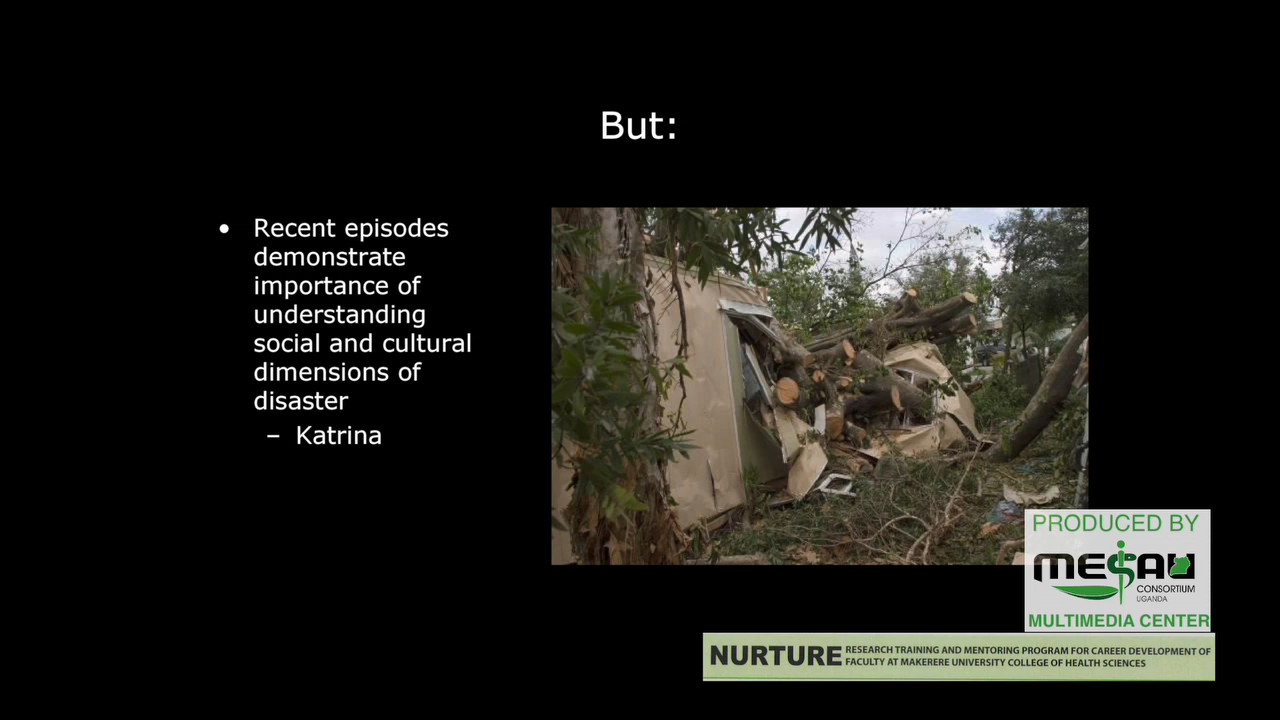 But:
• Recent episodes
demonstrate
importance of
understanding
social and cultural
dimensions of
disaster
– Katrina
PRODUCED BY
MESAU
CONSORTIUM
UGANDA
MULTIMEDIA CENTER
NURTURE
RESEARCH TRAINING AND MENTORING PROGRAM FOR CAREER DEVELOPMENT OF
FACULTY AT MAKERERE UNIVERSITY COLLEGE OF HEALTH SCIENCES